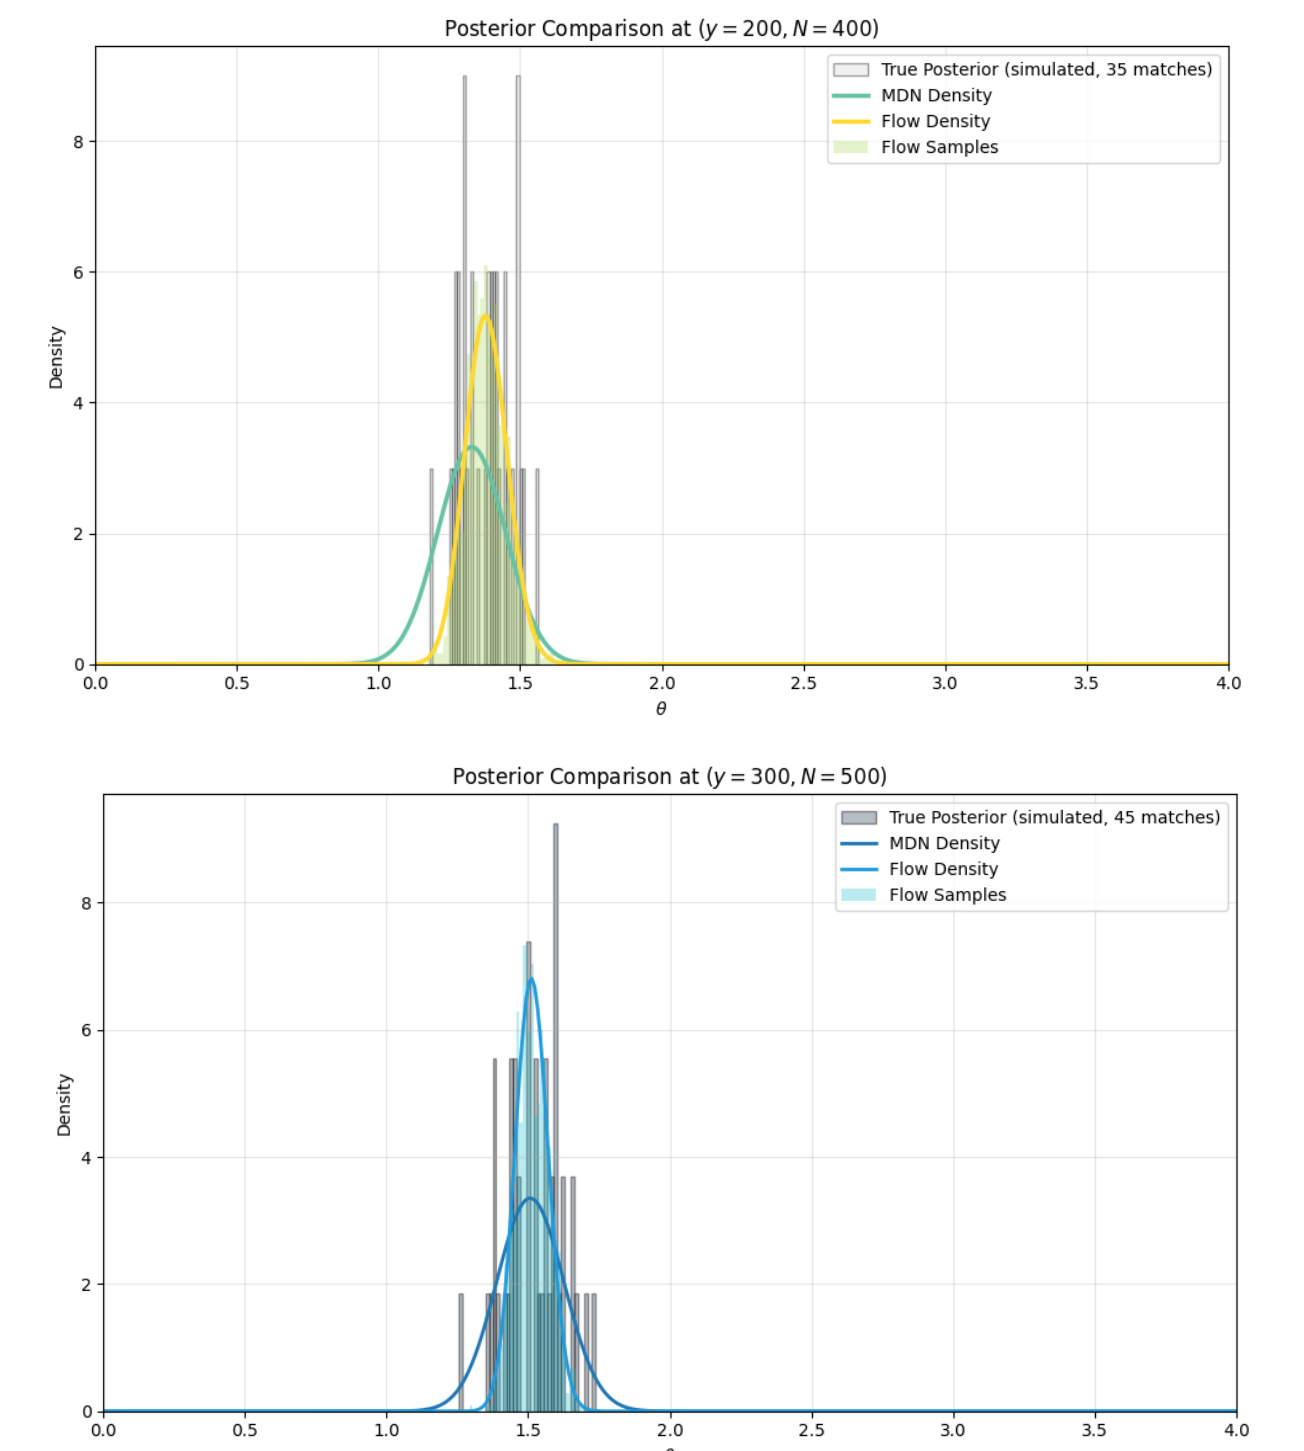 Posterior Comparison at (y = 200, N = 400)
True Posterior (simulated, 35 matches)
MDN Density
Flow Density
Flow Samples
Density
8
6
4
2
0
0.0 0.5 1.0 1.5 2.0 2.5 3.0 3.5 4.0
θ
Posterior Comparison at (y = 300, N = 500)
True Posterior (simulated, 45 matches)
MDN Density
Flow Density
Flow Samples
Density
8
6
4
2
0
0.0 0.5 1.0 1.5 2.0 2.5 3.0 3.5 4.0